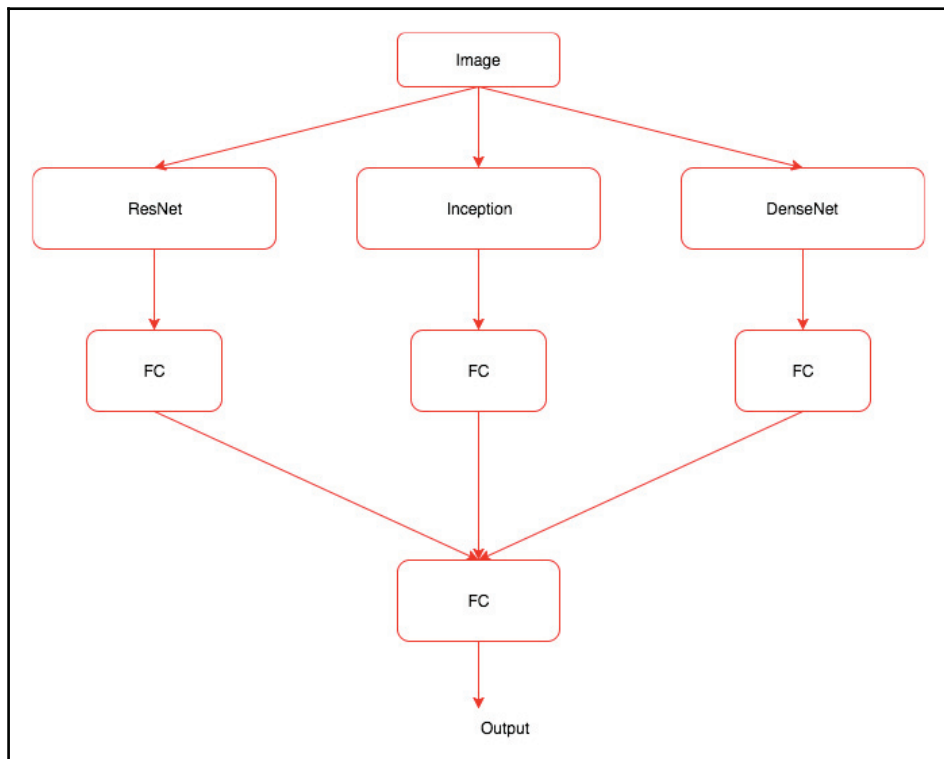 Image
ResNet
Inception
DenseNet
FC
FC
FC
FC
Output